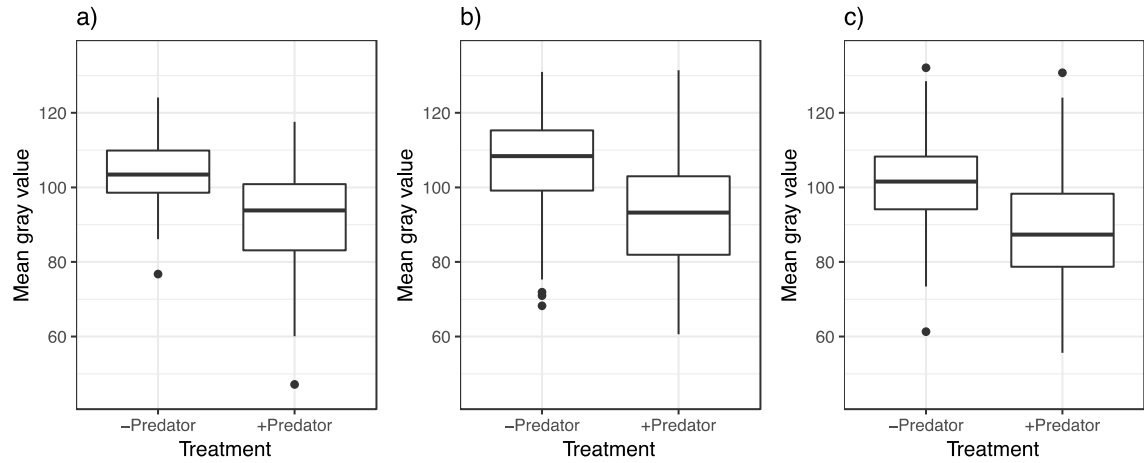 a)
Mean gray value
120
100
80
60
−Predator
+Predator
Treatment
b)
Mean gray value
120
100
80
60
−Predator
+Predator
Treatment
c)
Mean gray value
120
100
80
60
−Predator
+Predator
Treatment